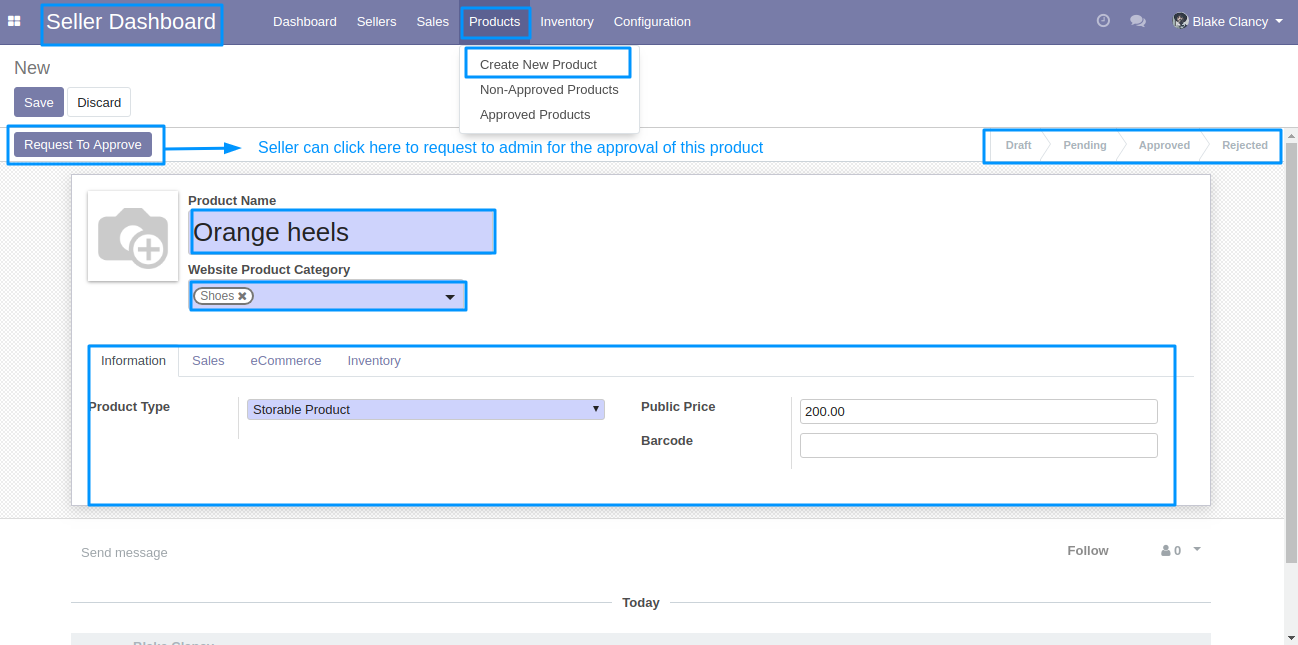 Seller Dashboard Dashboard Sellers Sales Products Inventory Configuration Blake Clancy
New
Create New Product
Non-Approved Products
Approved Products
Save Discard
Request To Approve Seller can click here to request to admin for the approval of this product Draft Pending Approved Rejected
Product Name
Orange heels
Website Product Category
Shoes
Information Sales eCommerce Inventory
Product Type Storable Product Public Price 200.00
Barcode
Send message Follow 0
Today
Blake Clancy